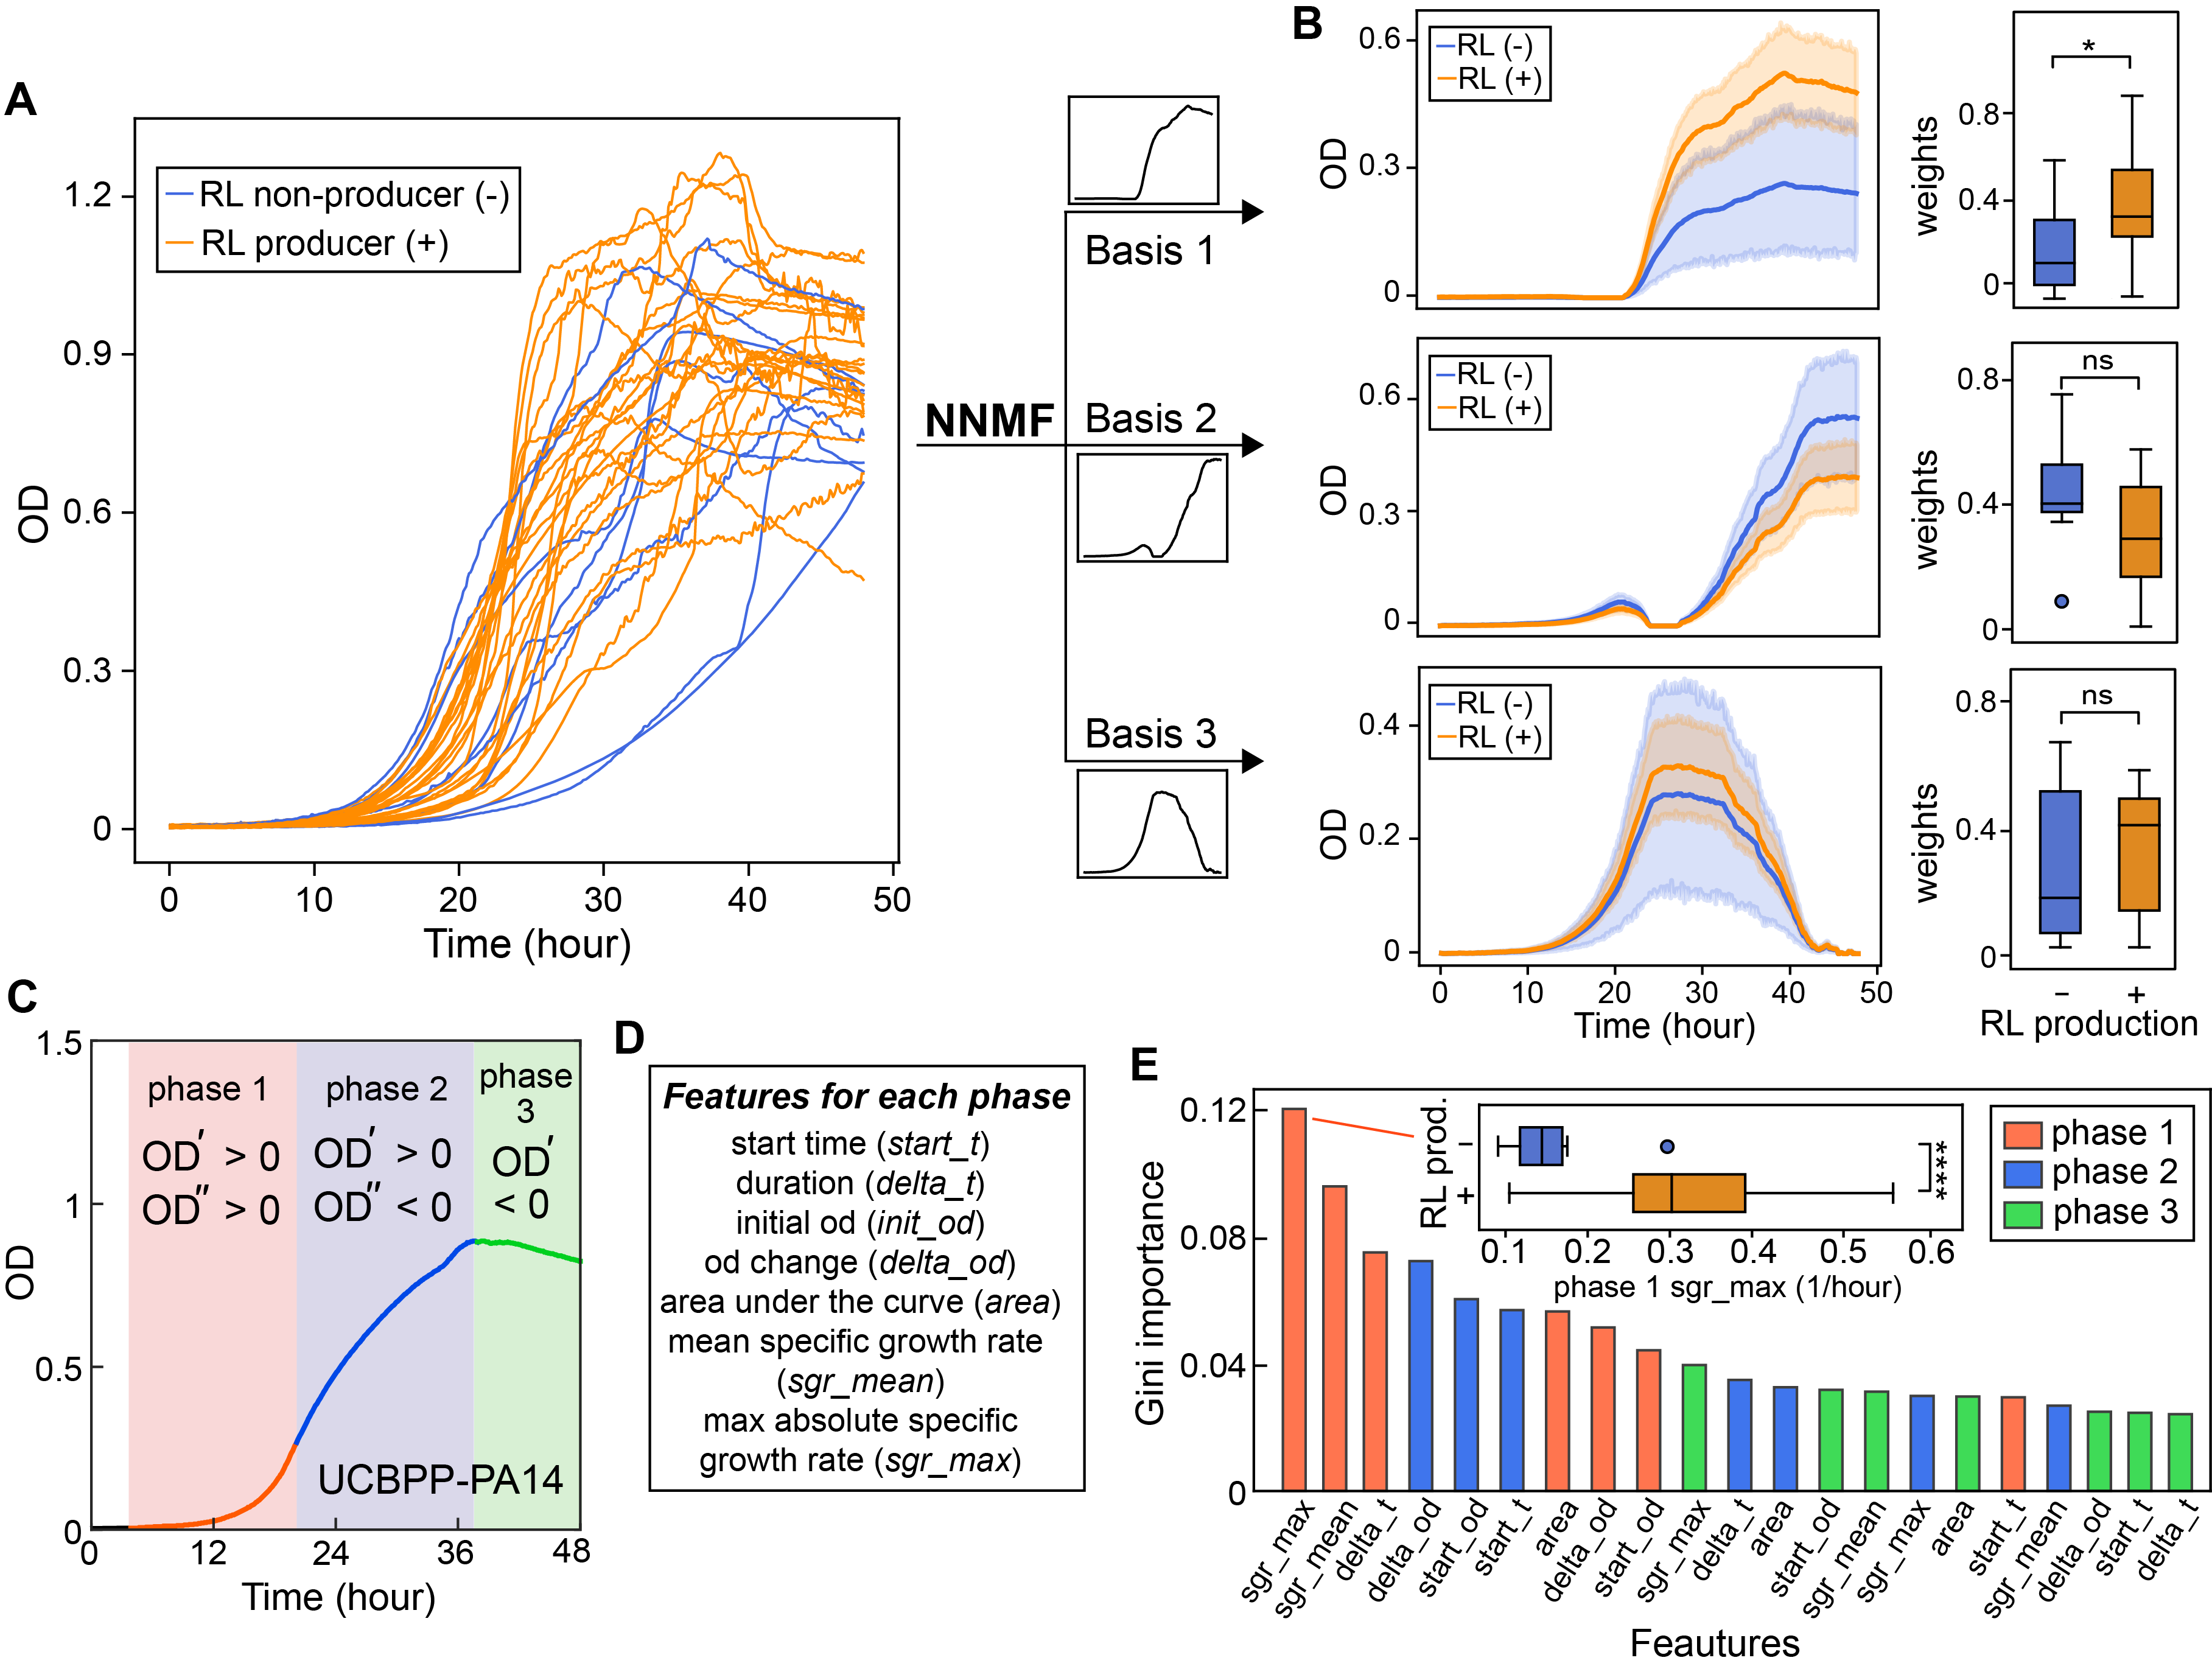 A
RL non-producer (-)
RL producer (+)
1.2
0.9
0.6
0.3
0
OD
0
10
20
30
40
50
Time (hour)
NNMF
Basis 1
Basis 2
Basis 3
B
RL (-)
RL (+)
0.6
0.3
0
OD
*
0.8
0.4
0
weights
RL (-)
RL (+)
0.6
0.3
0
OD
ns
0.8
0.4
0
weights
RL (-)
RL (+)
0.4
0.2
0
OD
0
10
20
30
40
50
Time (hour)
ns
0.8
0.4
0
weights
− +
RL production
C
1.5
1
0.5
0
OD
phase 1
OD′ > 0
OD″ > 0
phase 2
OD′ > 0
OD″ < 0
phase
3
OD′
< 0
UCBPP-PA14
0
12
24
36
48
Time (hour)
D
Features for each phase
start time (start_t)
duration (delta_t)
initial od (init_od)
od change (delta_od)
area under the curve (area)
mean specific growth rate
(sgr_mean)
max absolute specific
growth rate (sgr_max)
E
0.12
0.08
0.04
0
Gini importance
RL prod.
−
+
****
0.1
0.2
0.3
0.4
0.5
0.6
phase 1 sgr_max (1/hour)
phase 1
phase 2
phase 3
sgr_max
sgr_mean
delta_t
delta_od
start_od
start_t
area
delta_od
start_od
sgr_max
delta_t
area
start_od
sgr_mean
sgr_max
area
start_t
sgr_mean
delta_od
start_t
delta_t
Feautures